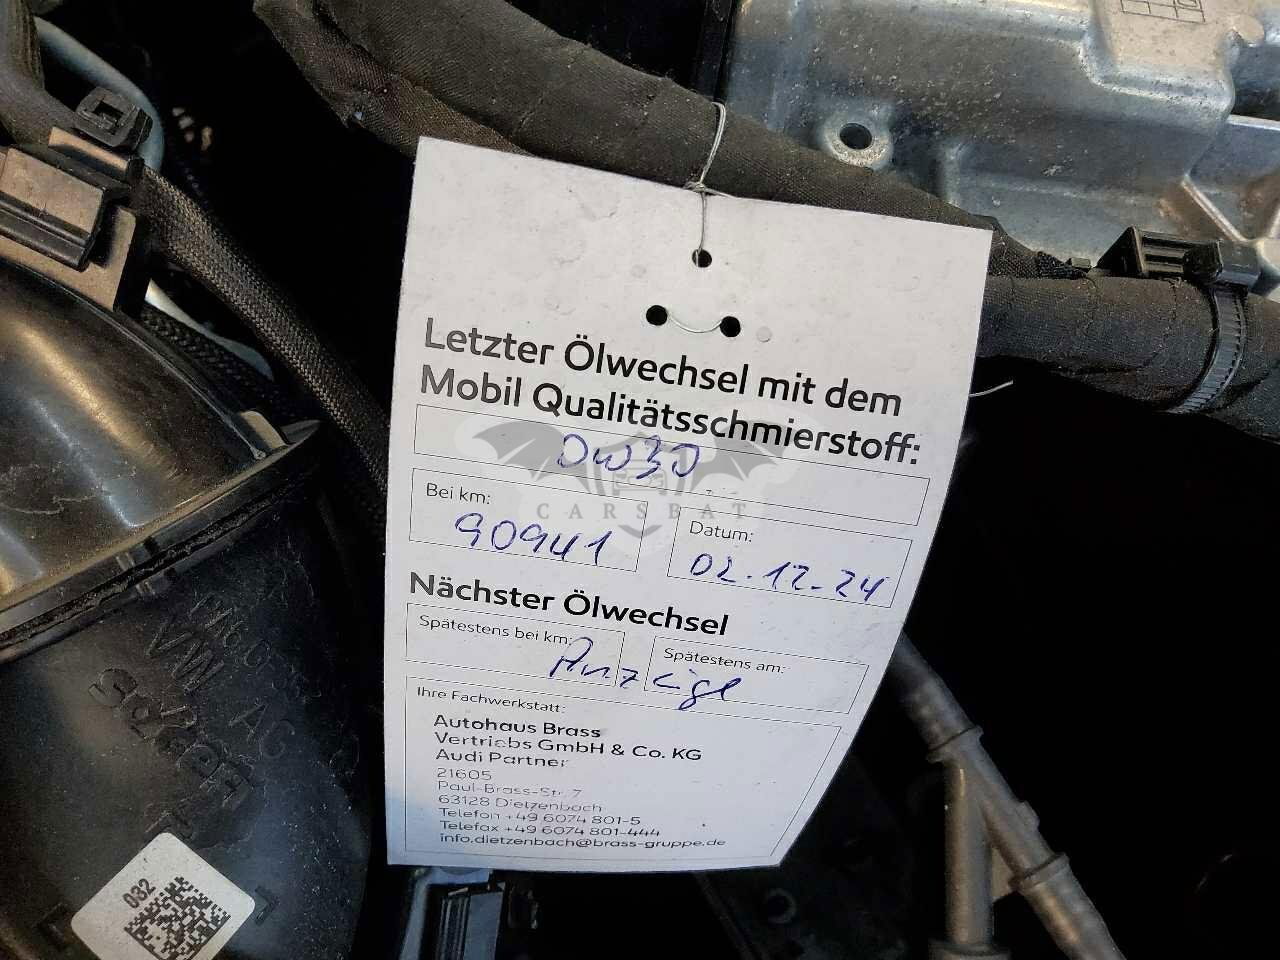 Letzter Ölwechsel mit dem
Mobil Qualitätsschmierstoff:
0W30
CARSBAT
Bei km:
90941
Datum:
02.12.24
Nächster Ölwechsel
Spätestens bei km:
Spätestens am:
Anzeige
Ihre Fachwerkstatt:
Autohaus Brass
Vertriebs GmbH & Co. KG
Audi Partner
21605
Paul-Brass-Str. 7
63128 Dietzenbach
Telefon +49 6074 801-5
Telefax +49 6074 801-444
info.dietzenbach@brass-gruppe.de
VW AG
032